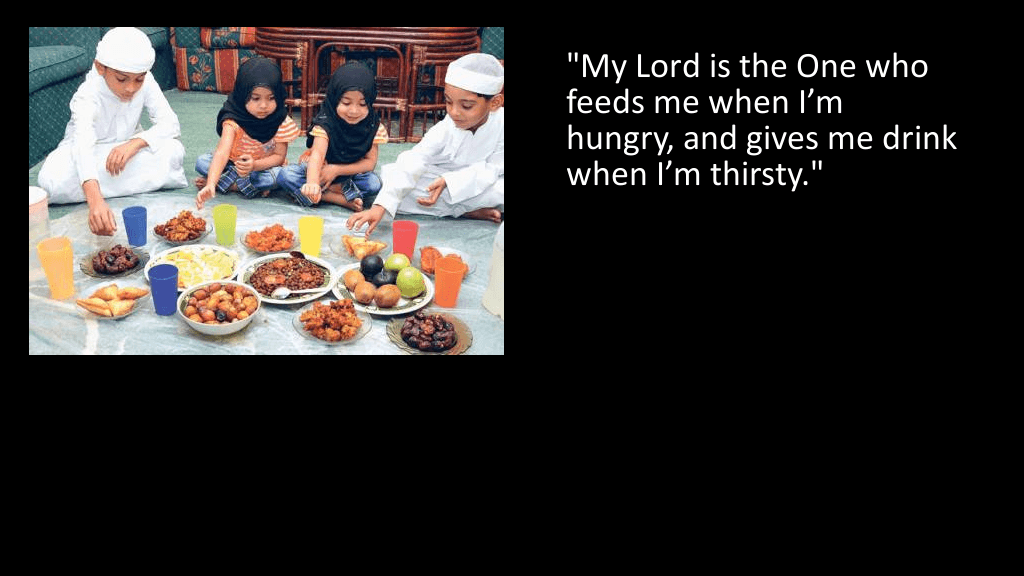 "My Lord is the One who
feeds me when I’m
hungry, and gives me drink
when I’m thirsty."